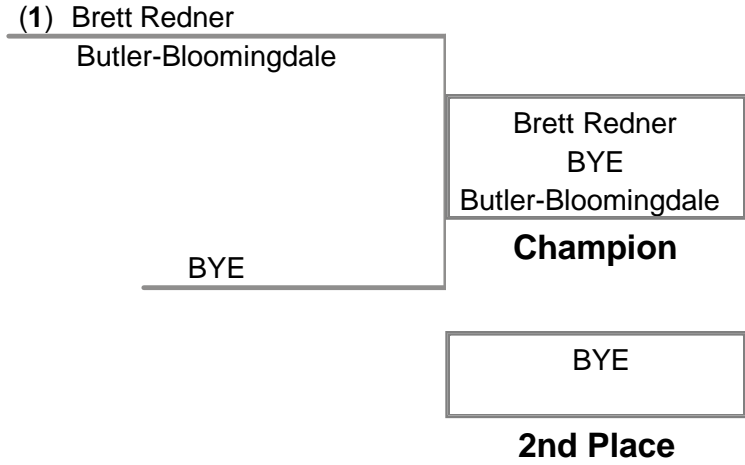 (1) Brett Redner
Butler-Bloomingdale
Brett Redner
BYE
Butler-Bloomingdale
Champion
BYE
BYE
2nd Place